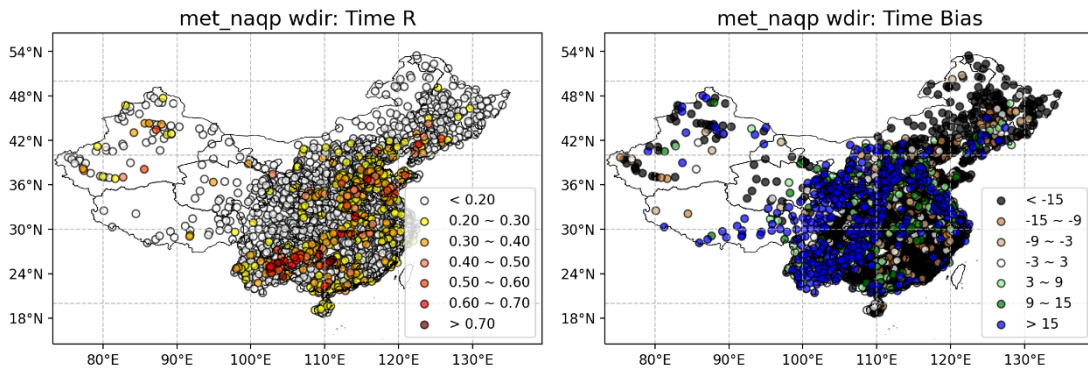 met_naqp wdir: Time R
54°N
48°N
42°N
36°N
30°N
24°N
18°N
80°E
90°E
100°E
110°E
120°E
130°E
< 0.20
0.20 ~ 0.30
0.30 ~ 0.40
0.40 ~ 0.50
0.50 ~ 0.60
0.60 ~ 0.70
> 0.70
met_naqp wdir: Time Bias
54°N
48°N
42°N
36°N
30°N
24°N
18°N
80°E
90°E
100°E
110°E
120°E
130°E
< -15
-15 ~ -9
-9 ~ -3
-3 ~ 3
3 ~ 9
9 ~ 15
> 15